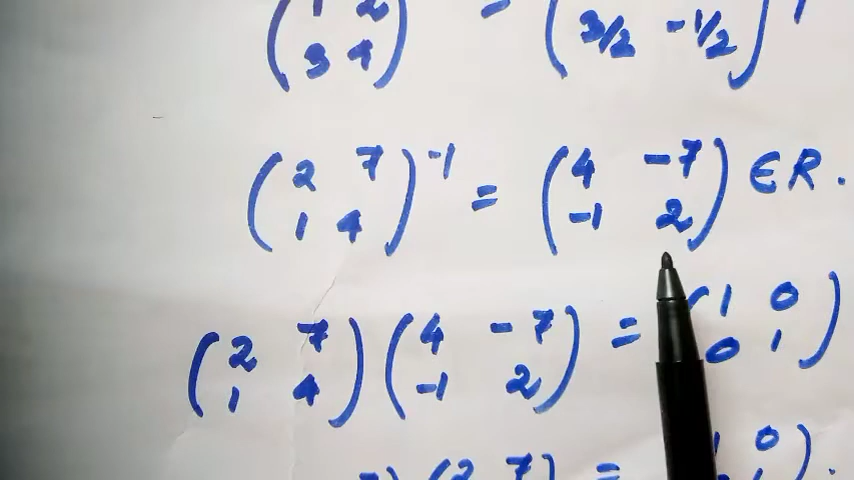 (1 2; 3 4) = ( 3/2 -1/2)
(2 7; 1 4)^-1 = (4 -7; -1 2) ∈ R.
(2 7; 1 4)(4 -7; -1 2) = (1 0; 0 1)
(2 7 = 1 0).